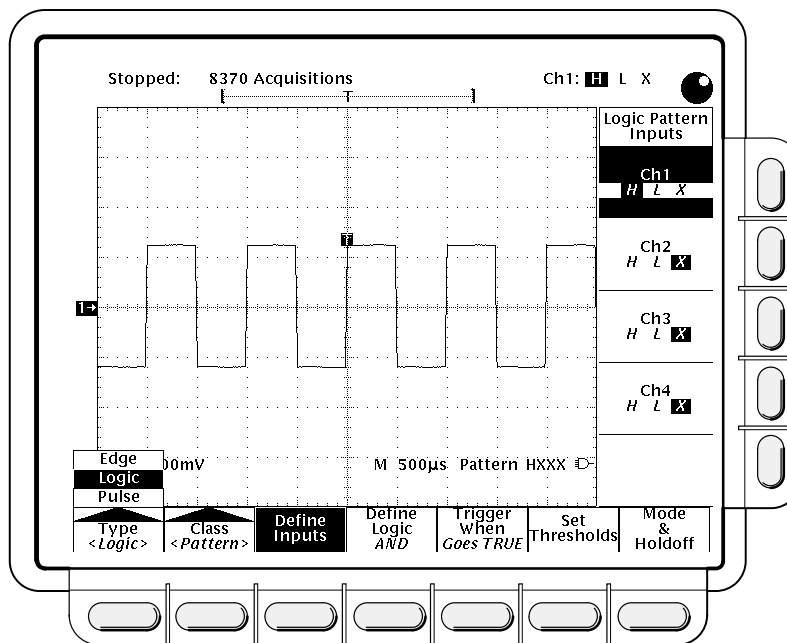 Stopped: 8370 Acquisitions
Ch1: H L X
T
Logic Pattern
Inputs
Ch1
H L X
Ch2
H L X
T
1→
Ch3
H L X
Ch4
H L X
00mV
M 500µs Pattern HXXX
Edge
Logic
Pulse
Type
<Logic>
Class
<Pattern>
Define
Inputs
Define
Logic
AND
Trigger
When
Goes TRUE
Set
Thresholds
Mode
&
Holdoff